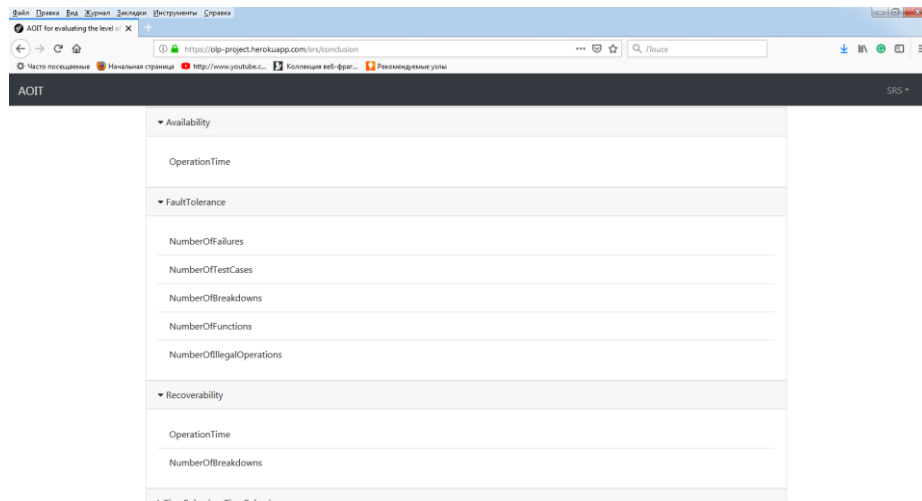 Файл Правка Вид Журнал Закладки Инструменты Справка
AOIT for evaluating the level of
https://olp-project.herokuapp.com/srs/conclusion
Поиск
Часто посещаемые Начальная страница http://www.youtube.c... Коллекция веб-фраг... Рекомендуемые узлы
AOIT SRS
Availability
OperationTime
FaultTolerance
NumberOfFailures
NumberOfTestCases
NumberOfBreakdowns
NumberOfFunctions
NumberOfIllegalOperations
Recoverability
OperationTime
NumberOfBreakdowns